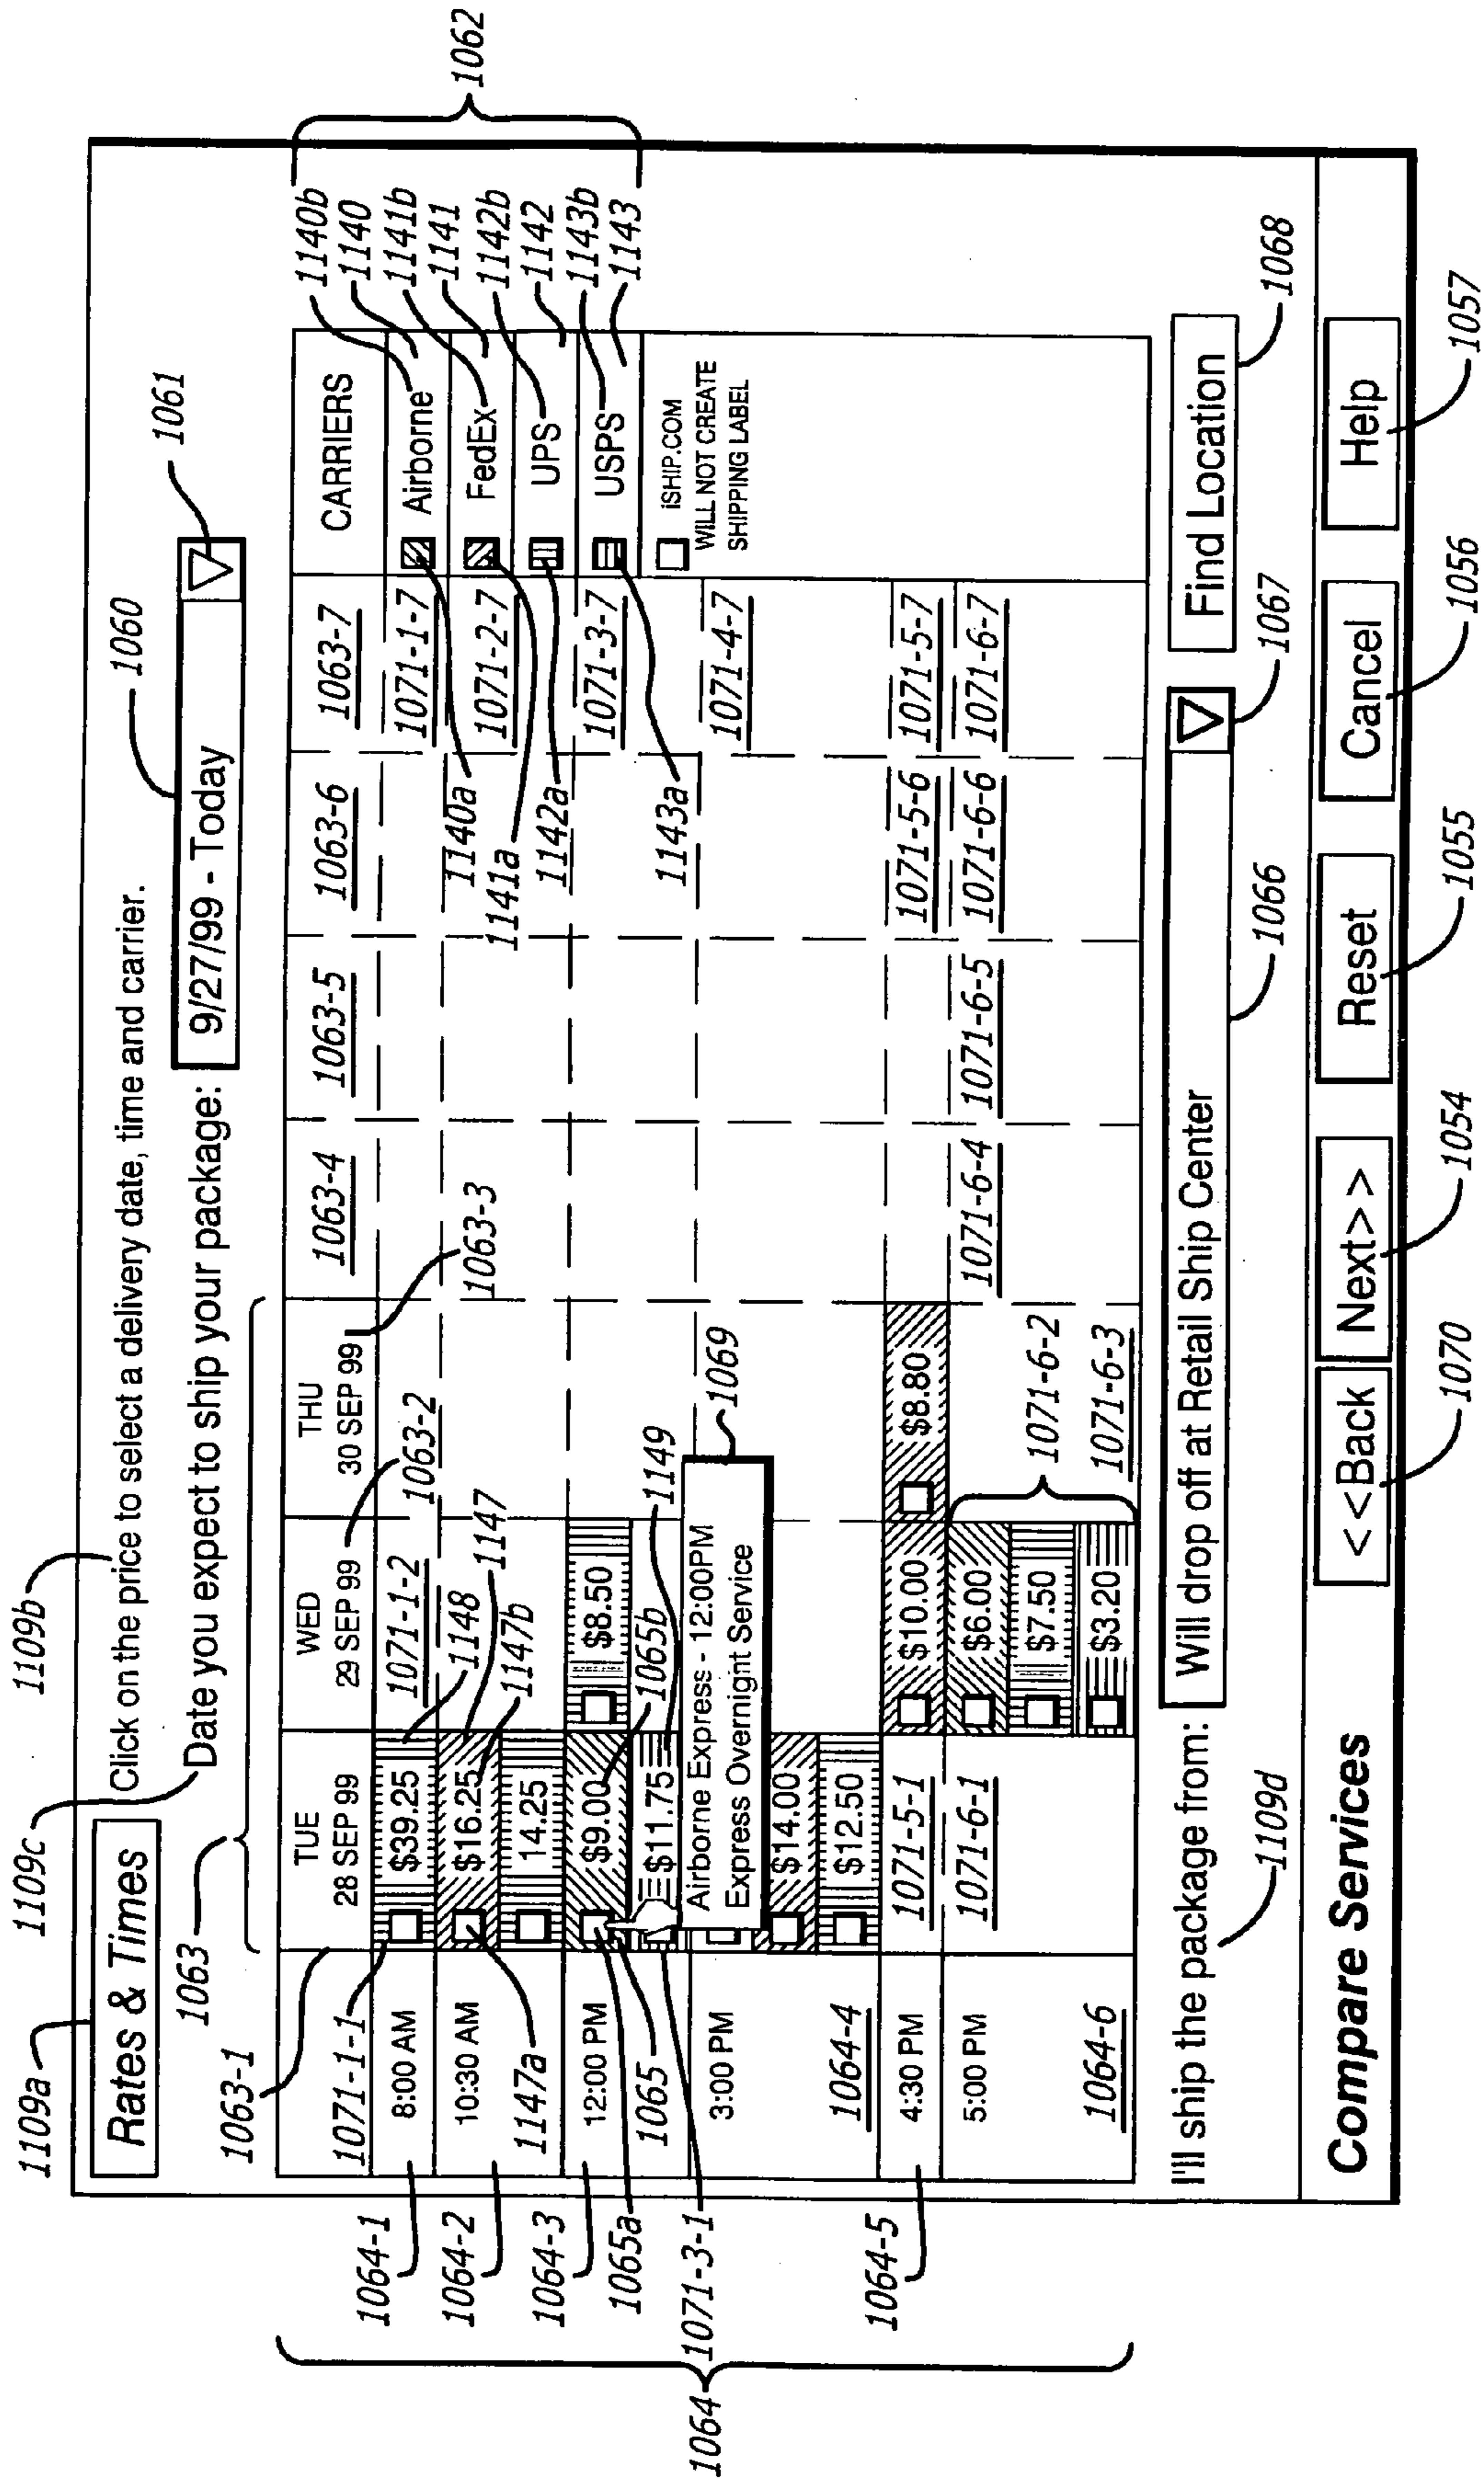 1109a
Rates & Times
1109b
Click on the price to select a delivery date, time and carrier.
1109c
Date you expect to ship your package:
9/27/99 - Today
1060
1061
1063
1063-1
1062
TUE
28 SEP 99
WED
29 SEP 99
THU
30 SEP 99
1063-4
1063-5
1063-6
1063-7
CARRIERS
1063-2
1063-3
1140b
1140
1141b
1141
1142b
1142
1143b
1143
1071-1-1
1064-1
8:00 AM
$39.25
1071-1-2
1148
1071-1-7
Airborne
1064-2
10:30 AM
1147a
$16.25
14.25
1147
1147b
1140a
1141a
1071-2-7
FedEx
UPS
1064-3
12:00 PM
1065a
1065
1071-3-1
$9.00
$8.50
1065b
$11.75
1149
1142a
1071-3-7
USPS
1143a
iSHIP.COM
WILL NOT CREATE
SHIPPING LABEL
1064
3:00 PM
Airborne Express - 12:00PM
Express Overnight Service
1069
1071-4-7
$14.00
$12.50
1064-4
1064-5
4:30 PM
1071-5-1
$10.00
$8.80
1071-5-6
1071-5-7
5:00 PM
1071-6-1
$6.00
$7.50
$3.20
1071-6-2
1071-6-3
1071-6-4
1071-6-5
1071-6-6
1071-6-7
1064-6
I'll ship the package from:
Will drop off at Retail Ship Center
Find Location
1109d
1066
1067
1068
Compare Services
<<Back
Next>>
Reset
Cancel
Help
1070
1054
1055
1056
1057